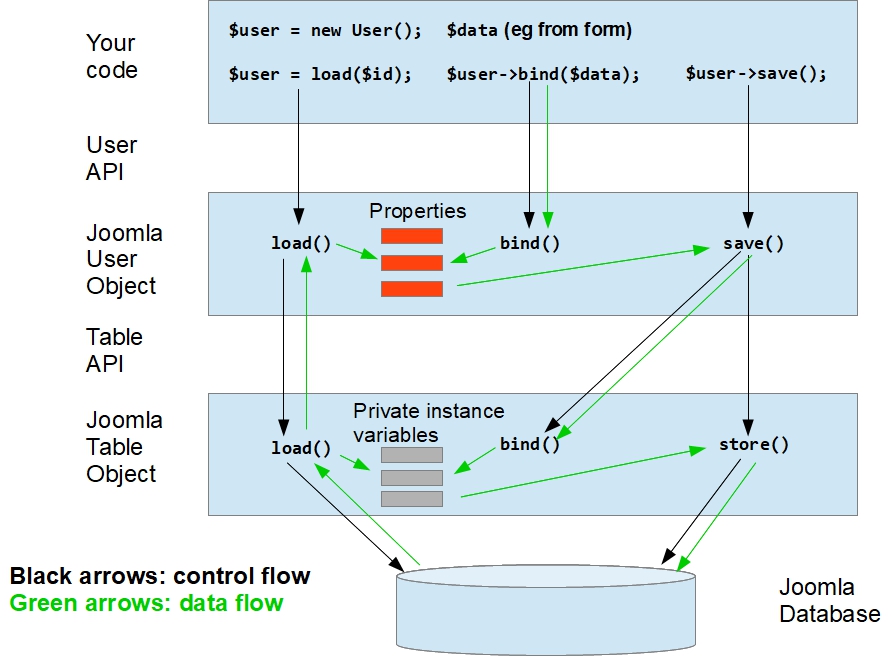 Your
code
$user = new User(); $data (eg from form)
$user = load($id); $user->bind($data); $user->save();
User
API
Joomla
User
Object
Properties
load() bind() save()
Table
API
Joomla
Table
Object
Private instance
variables
load() bind() store()
Black arrows: control flow
Green arrows: data flow
Joomla
Database